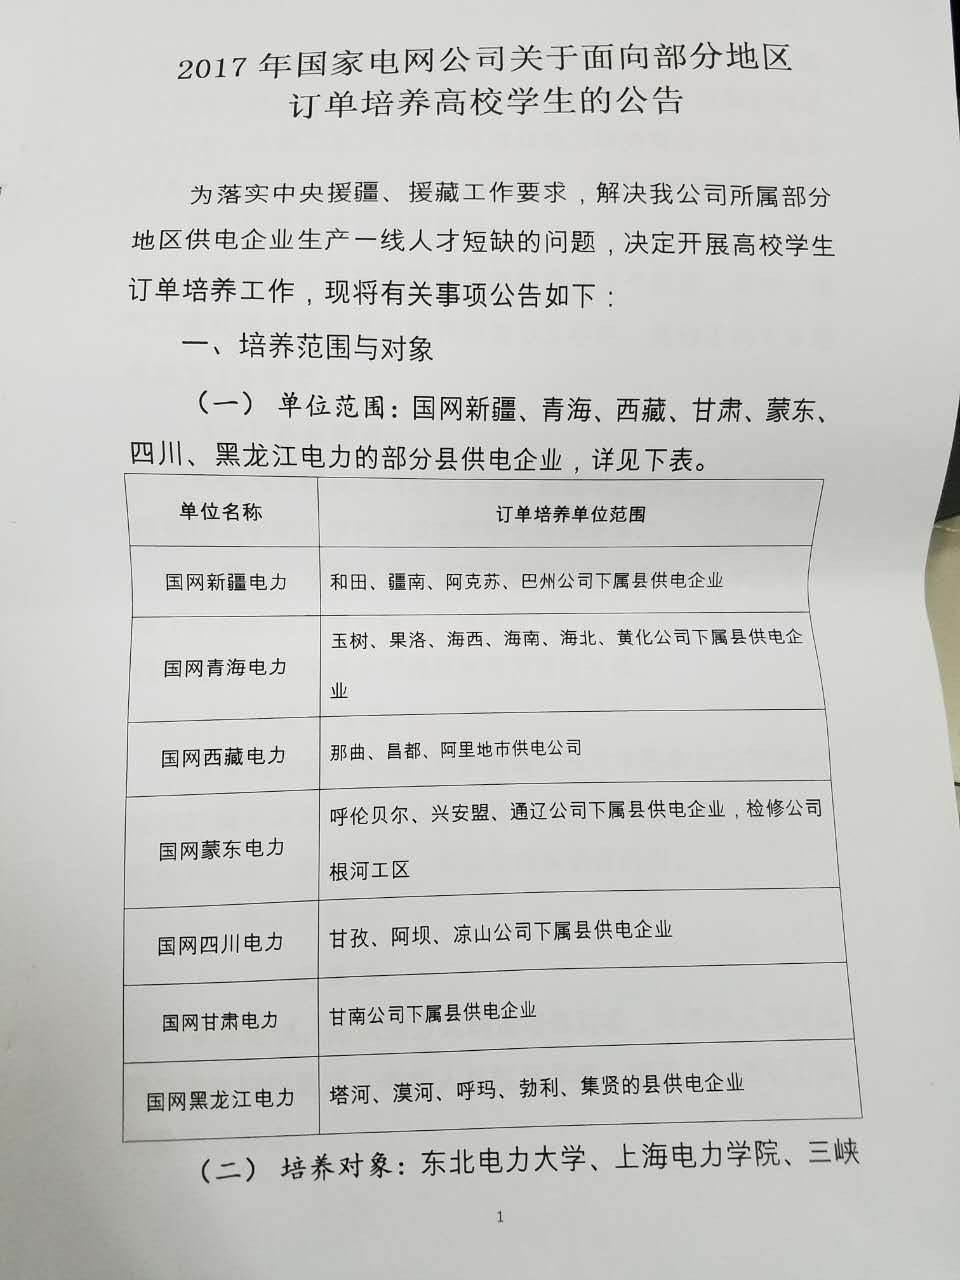 2017 年国家电网公司关于面向部分地区
订单培养高校学生的公告
为落实中央援疆、援藏工作要求，解决我公司所属部分
地区供电企业生产一线人才短缺的问题，决定开展高校学生
订单培养工作，现将有关事项公告如下：
一、培养范围与对象
（一） 单位范围：国网新疆、青海、西藏、甘肃、蒙东、
四川、黑龙江电力的部分县供电企业，详见下表。
单位名称 订单培养单位范围
国网新疆电力 和田、疆南、阿克苏、巴州公司下属县供电企业
国网青海电力 玉树、果洛、海西、海南、海北、黄化公司下属县供电企
业
国网西藏电力 那曲、昌都、阿里地市供电公司
国网蒙东电力 呼伦贝尔、兴安盟、通辽公司下属县供电企业，检修公司
根河工区
国网四川电力 甘孜、阿坝、凉山公司下属县供电企业
国网甘肃电力 甘南公司下属县供电企业
国网黑龙江电力 塔河、漠河、呼玛、勃利、集贤的县供电企业
（二） 培养对象：东北电力大学、上海电力学院、三峡
1